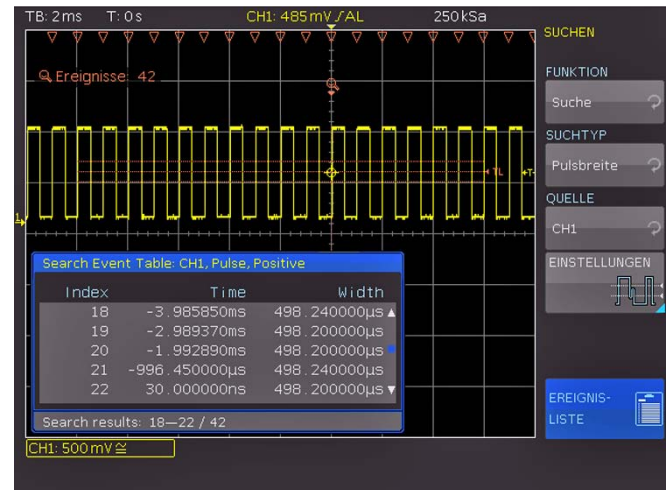 TB: 2ms T: 0s CH1: 485mV AL 250kSa
SUCHEN
Ereignisse: 42
FUNKTION
Suche
SUCHTYP
Pulsbreite
QUELLE
CH1
EINSTELLUNGEN
TL
T
1
Search Event Table: CH1, Pulse, Positive
Index Time Width
18 -3.985850ms 498.240000µs
19 -2.989370ms 498.200000µs
20 -1.992890ms 498.200000µs
21 -996.450000µs 498.240000µs
22 30.000000ns 498.200000µs
Search results: 18—22 / 42
EREIGNIS-
LISTE
CH1: 500mV≅